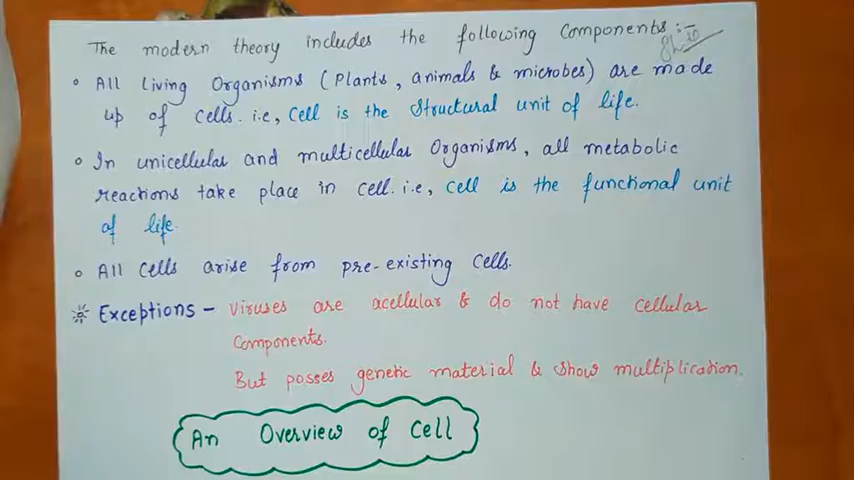 The modern theory includes the following Components :-
All Living Organisms (Plants, animals & microbes) are made
up of cells. i.e, Cell is the Structural unit of life.
In unicellular and multicellular Organisms, all metabolic
reactions take place in cell. i.e, cell is the functional unit
of life.
All cells arise from pre-existing cells.
Exceptions - Viruses are acellular & do not have cellular
Components.
But posses genetic material & show multiplication.
An Overview of Cell